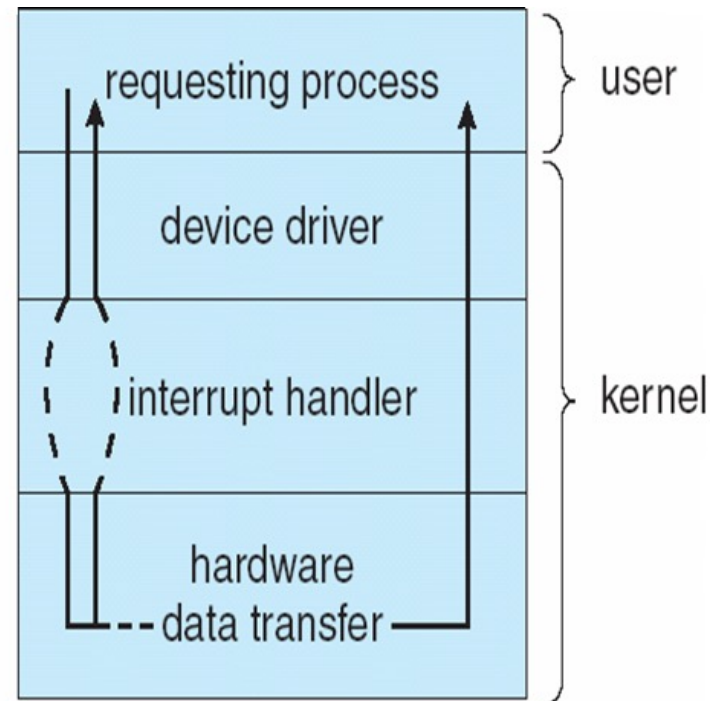 requesting process
user
device driver
interrupt handler
kernel
hardware
data transfer